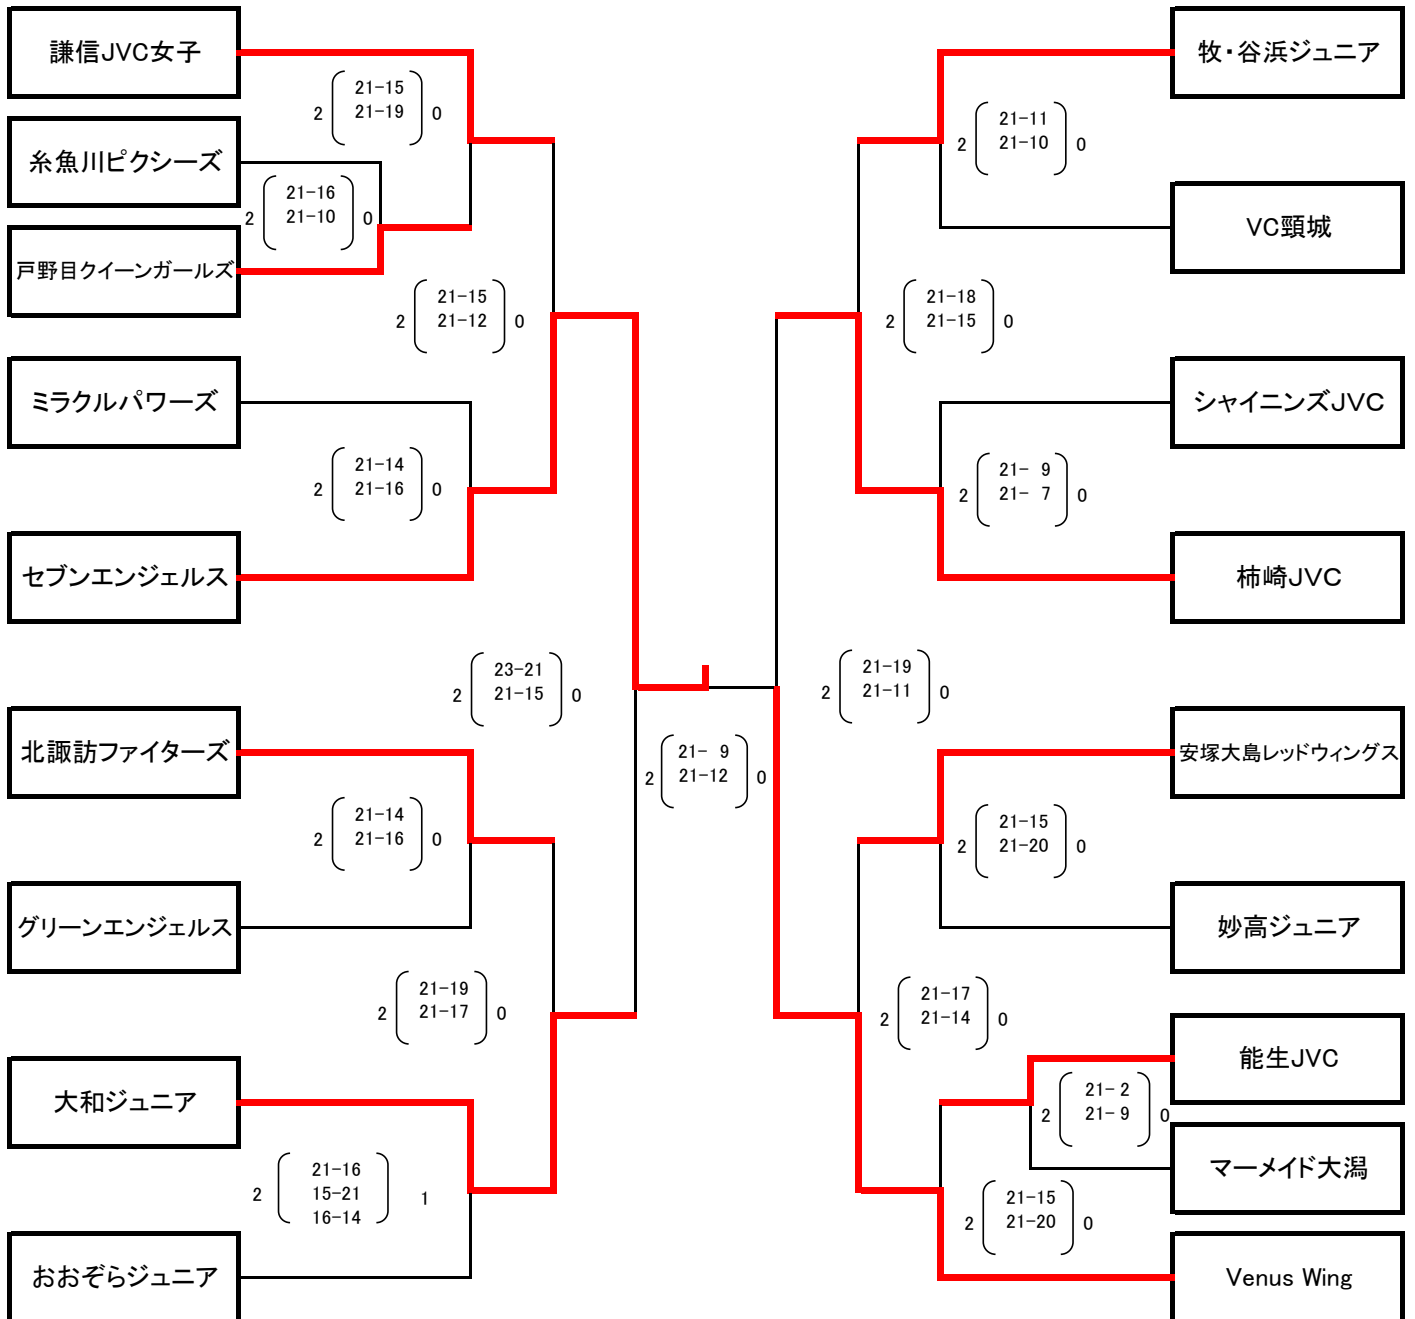 謙信JVC女子
21-15
2 21-19 0
糸魚川ピクシーズ
21-16
2 21-10 0
戸野目クイーンガールズ
21-15
2 21-12 0
ミラクルパワーズ
21-14
2 21-16 0
セブンエンジェルス
23-21
2 21-15 0
北諏訪ファイターズ
21-14
2 21-16 0
グリーンエンジェルス
21-19
2 21-17 0
大和ジュニア
21-16
2 15-21 1
16-14
おおぞらジュニア
21- 9
2 21-12 0
牧・谷浜ジュニア
21-11
2 21-10 0
VC頸城
21-18
2 21-15 0
シャイニンズJVC
21- 9
2 21- 7 0
柿崎JVC
21-19
2 21-11 0
安塚大島レッドウィングス
21-15
2 21-20 0
妙高ジュニア
21-17
2 21-14 0
能生JVC
21- 2
2 21- 9 0
マーメイド大潟
21-15
2 21-20 0
Venus Wing